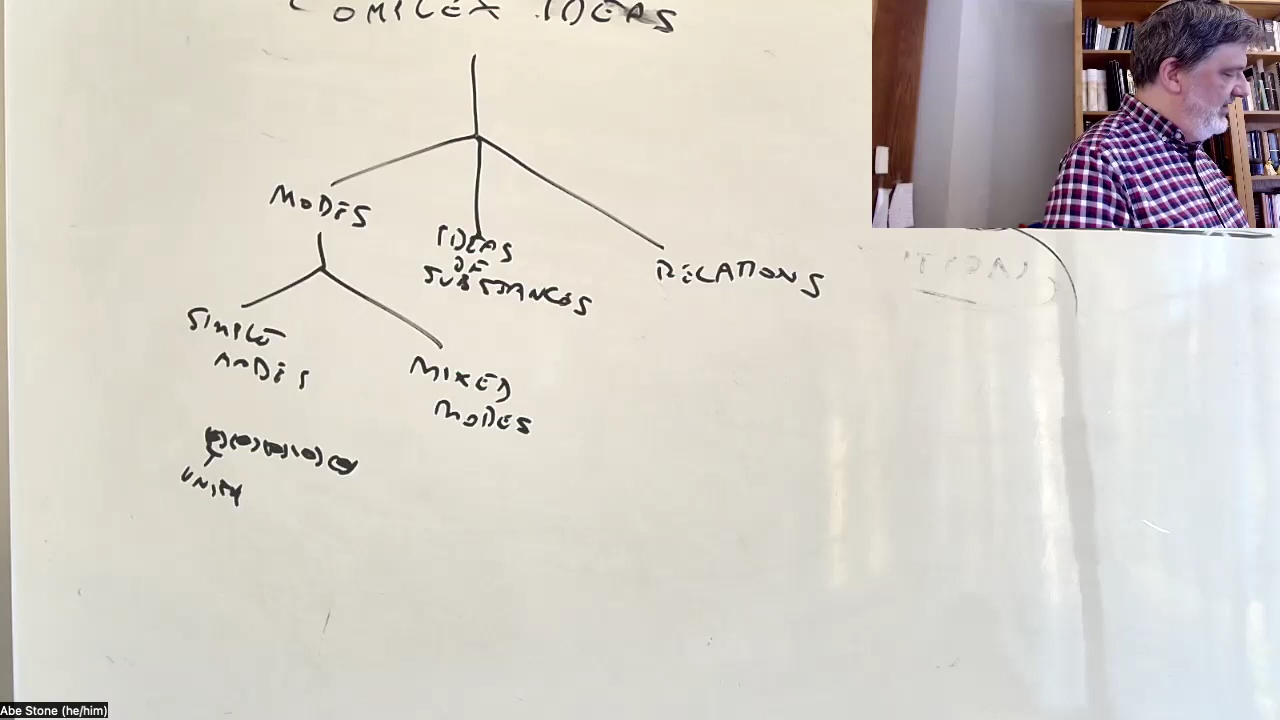 COMPLEX IDEAS
MODES
IDEAS
OF
SUBSTANCES
RELATIONS
SIMPLE
MODES
MIXED
MODES
UNITY
Abe Stone (he/him)